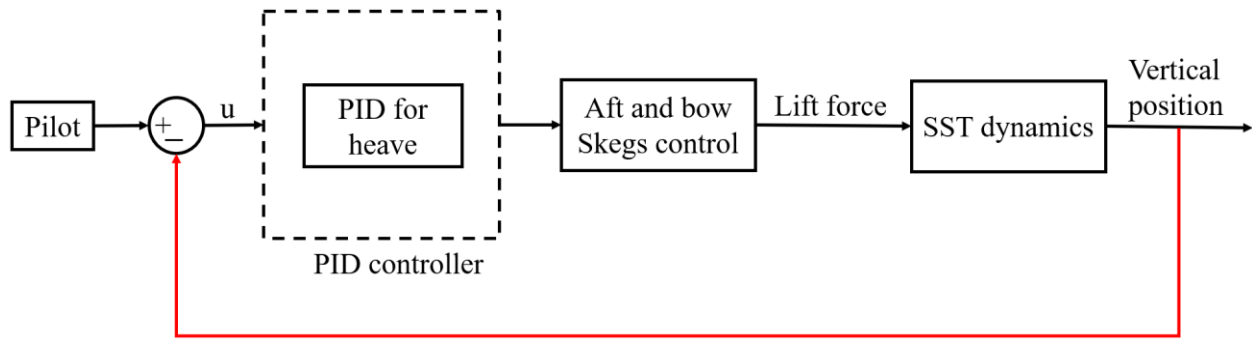 Pilot
+
−
u
PID for
heave
PID controller
Aft and bow
Skegs control
Lift force
SST dynamics
Vertical
position